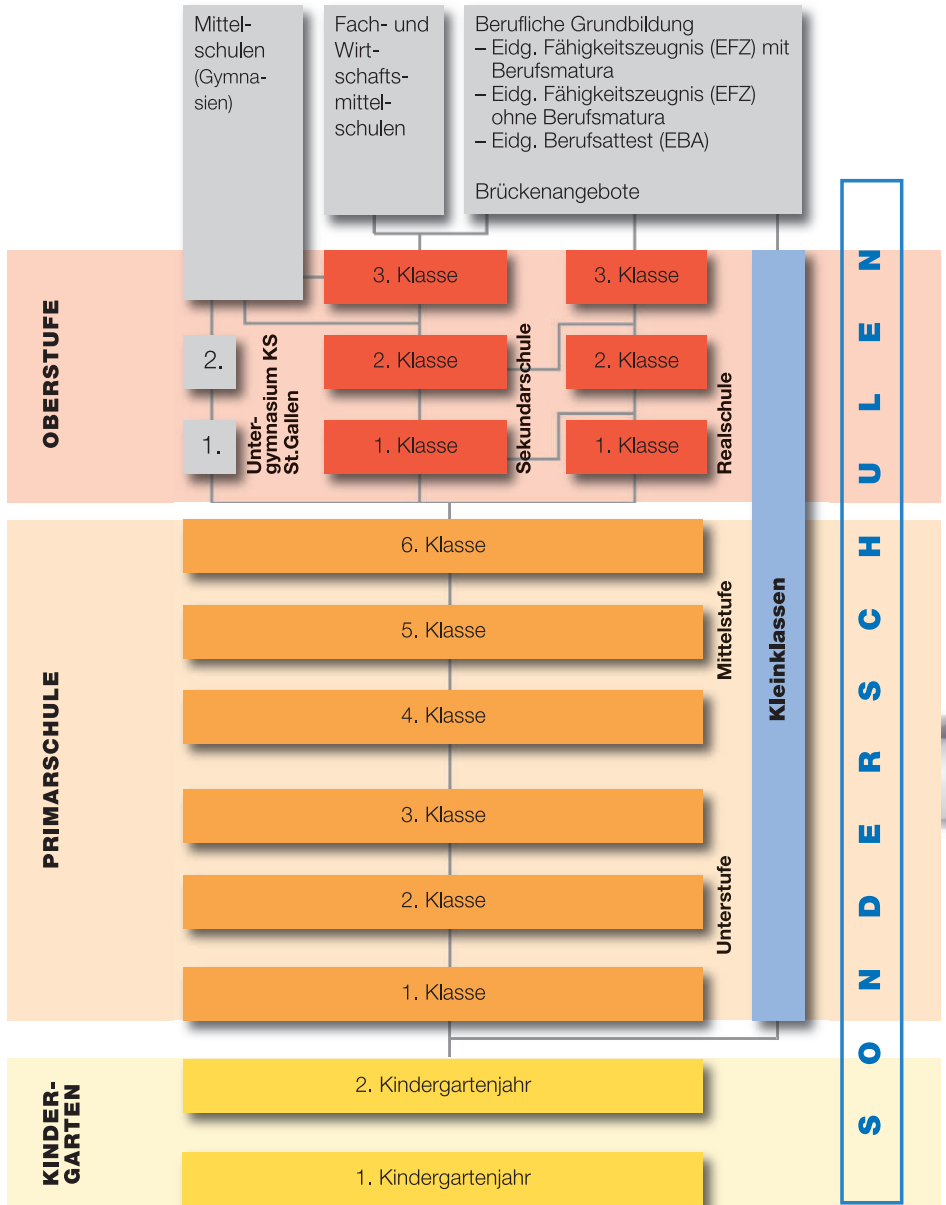 Mittel-
schulen
(Gymna-
sien)
Fach- und
Wirt-
schafts-
mittel-
schulen
Berufliche Grundbildung
– Eidg. Fähigkeitszeugnis (EFZ) mit
Berufsmatura
– Eidg. Fähigkeitszeugnis (EFZ)
ohne Berufsmatura
– Eidg. Berufsattest (EBA)
Brückenangebote
OBERSTUFE
3. Klasse
3. Klasse
2.
2. Klasse
2. Klasse
1.
1. Klasse
1. Klasse
Unter-
gymnasium KS
St.Gallen
Sekundarschule
Realschule
PRIMARSCHULE
6. Klasse
5. Klasse
4. Klasse
Mittelstufe
3. Klasse
2. Klasse
1. Klasse
Unterstufe
Kleinklassen
SONDERSCHULEN
KINDER-
GARTEN
2. Kindergartenjahr
1. Kindergartenjahr